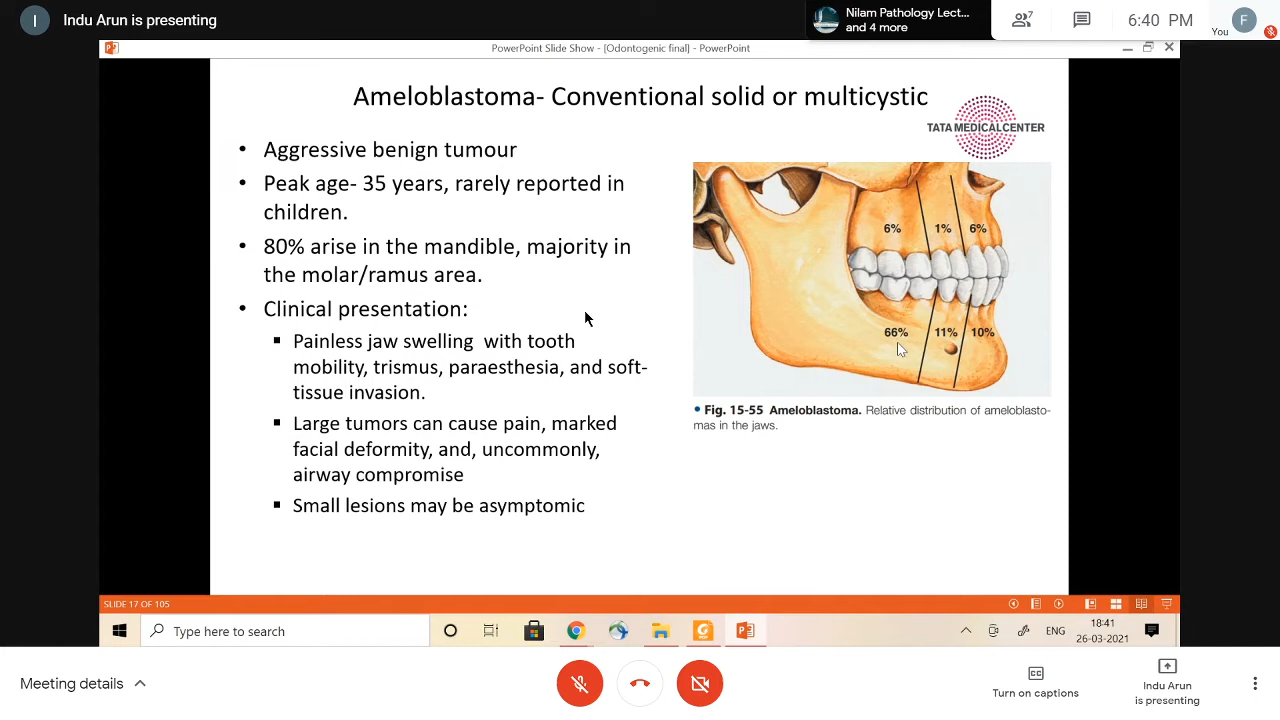 I
Indu Arun is presenting
Nilam Pathology Lect...
and 4 more
7
6:40 PM
F
You
PowerPoint Slide Show - [Odontogenic final] - PowerPoint
Ameloblastoma- Conventional solid or multicystic
TATA MEDICAL CENTER
• Aggressive benign tumour
• Peak age- 35 years, rarely reported in
children.
• 80% arise in the mandible, majority in
the molar/ramus area.
• Clinical presentation:
▪ Painless jaw swelling with tooth
mobility, trismus, paraesthesia, and soft-
tissue invasion.
▪ Large tumors can cause pain, marked
facial deformity, and, uncommonly,
airway compromise
▪ Small lesions may be asymptomic
6% 1% 6%
66% 11% 10%
• Fig. 15-55 Ameloblastoma. Relative distribution of ameloblasto-
mas in the jaws.
SLIDE 17 OF 105
Type here to search
ENG
18:41
26-03-2021
Meeting details
CC
Turn on captions
Indu Arun
is presenting